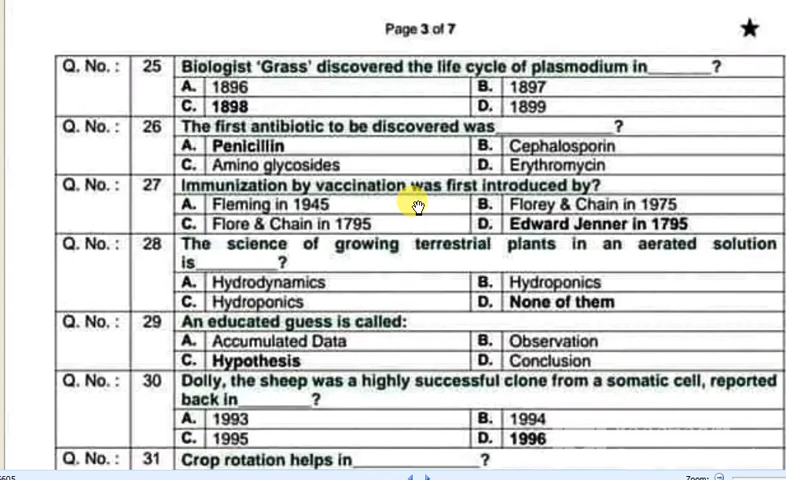 Page 3 of 7 ★
Q. No. : 25 Biologist 'Grass' discovered the life cycle of plasmodium in_______?
A. 1896 B. 1897
C. 1898 D. 1899
Q. No. : 26 The first antibiotic to be discovered was_____________?
A. Penicillin B. Cephalosporin
C. Amino glycosides D. Erythromycin
Q. No. : 27 Immunization by vaccination was first introduced by?
A. Fleming in 1945 B. Florey & Chain in 1975
C. Flore & Chain in 1795 D. Edward Jenner in 1795
Q. No. : 28 The science of growing terrestrial plants in an aerated solution
is_________?
A. Hydrodynamics B. Hydroponics
C. Hydroponics D. None of them
Q. No. : 29 An educated guess is called:
A. Accumulated Data B. Observation
C. Hypothesis D. Conclusion
Q. No. : 30 Dolly, the sheep was a highly successful clone from a somatic cell, reported
back in________?
A. 1993 B. 1994
C. 1995 D. 1996
Q. No. : 31 Crop rotation helps in______________?